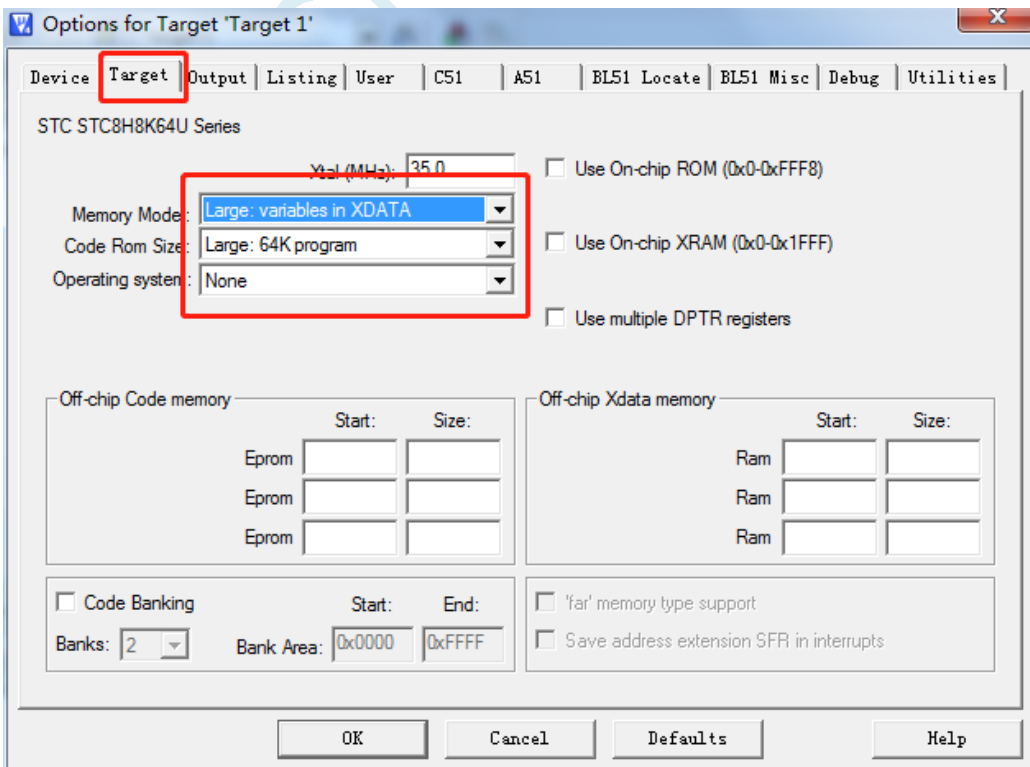 Options for Target 'Target 1'
Device Target Output Listing User C51 A51 BL51 Locate BL51 Misc Debug Utilities
STC STC8H8K64U Series
Xtal (MHz): 35.0
Use On-chip ROM (0x0-0xFFF8)
Memory Model: Large: variables in XDATA
Code Rom Size: Large: 64K program
Use On-chip XRAM (0x0-0x1FFF)
Operating system: None
Use multiple DPTR registers
Off-chip Code memory
Start: Size:
Eprom
Eprom
Eprom
Off-chip Xdata memory
Start: Size:
Ram
Ram
Ram
Code Banking Start: End:
Banks: 2 Bank Area: 0x0000 0xFFFF
'far' memory type support
Save address extension SFR in interrupts
OK Cancel Defaults Help